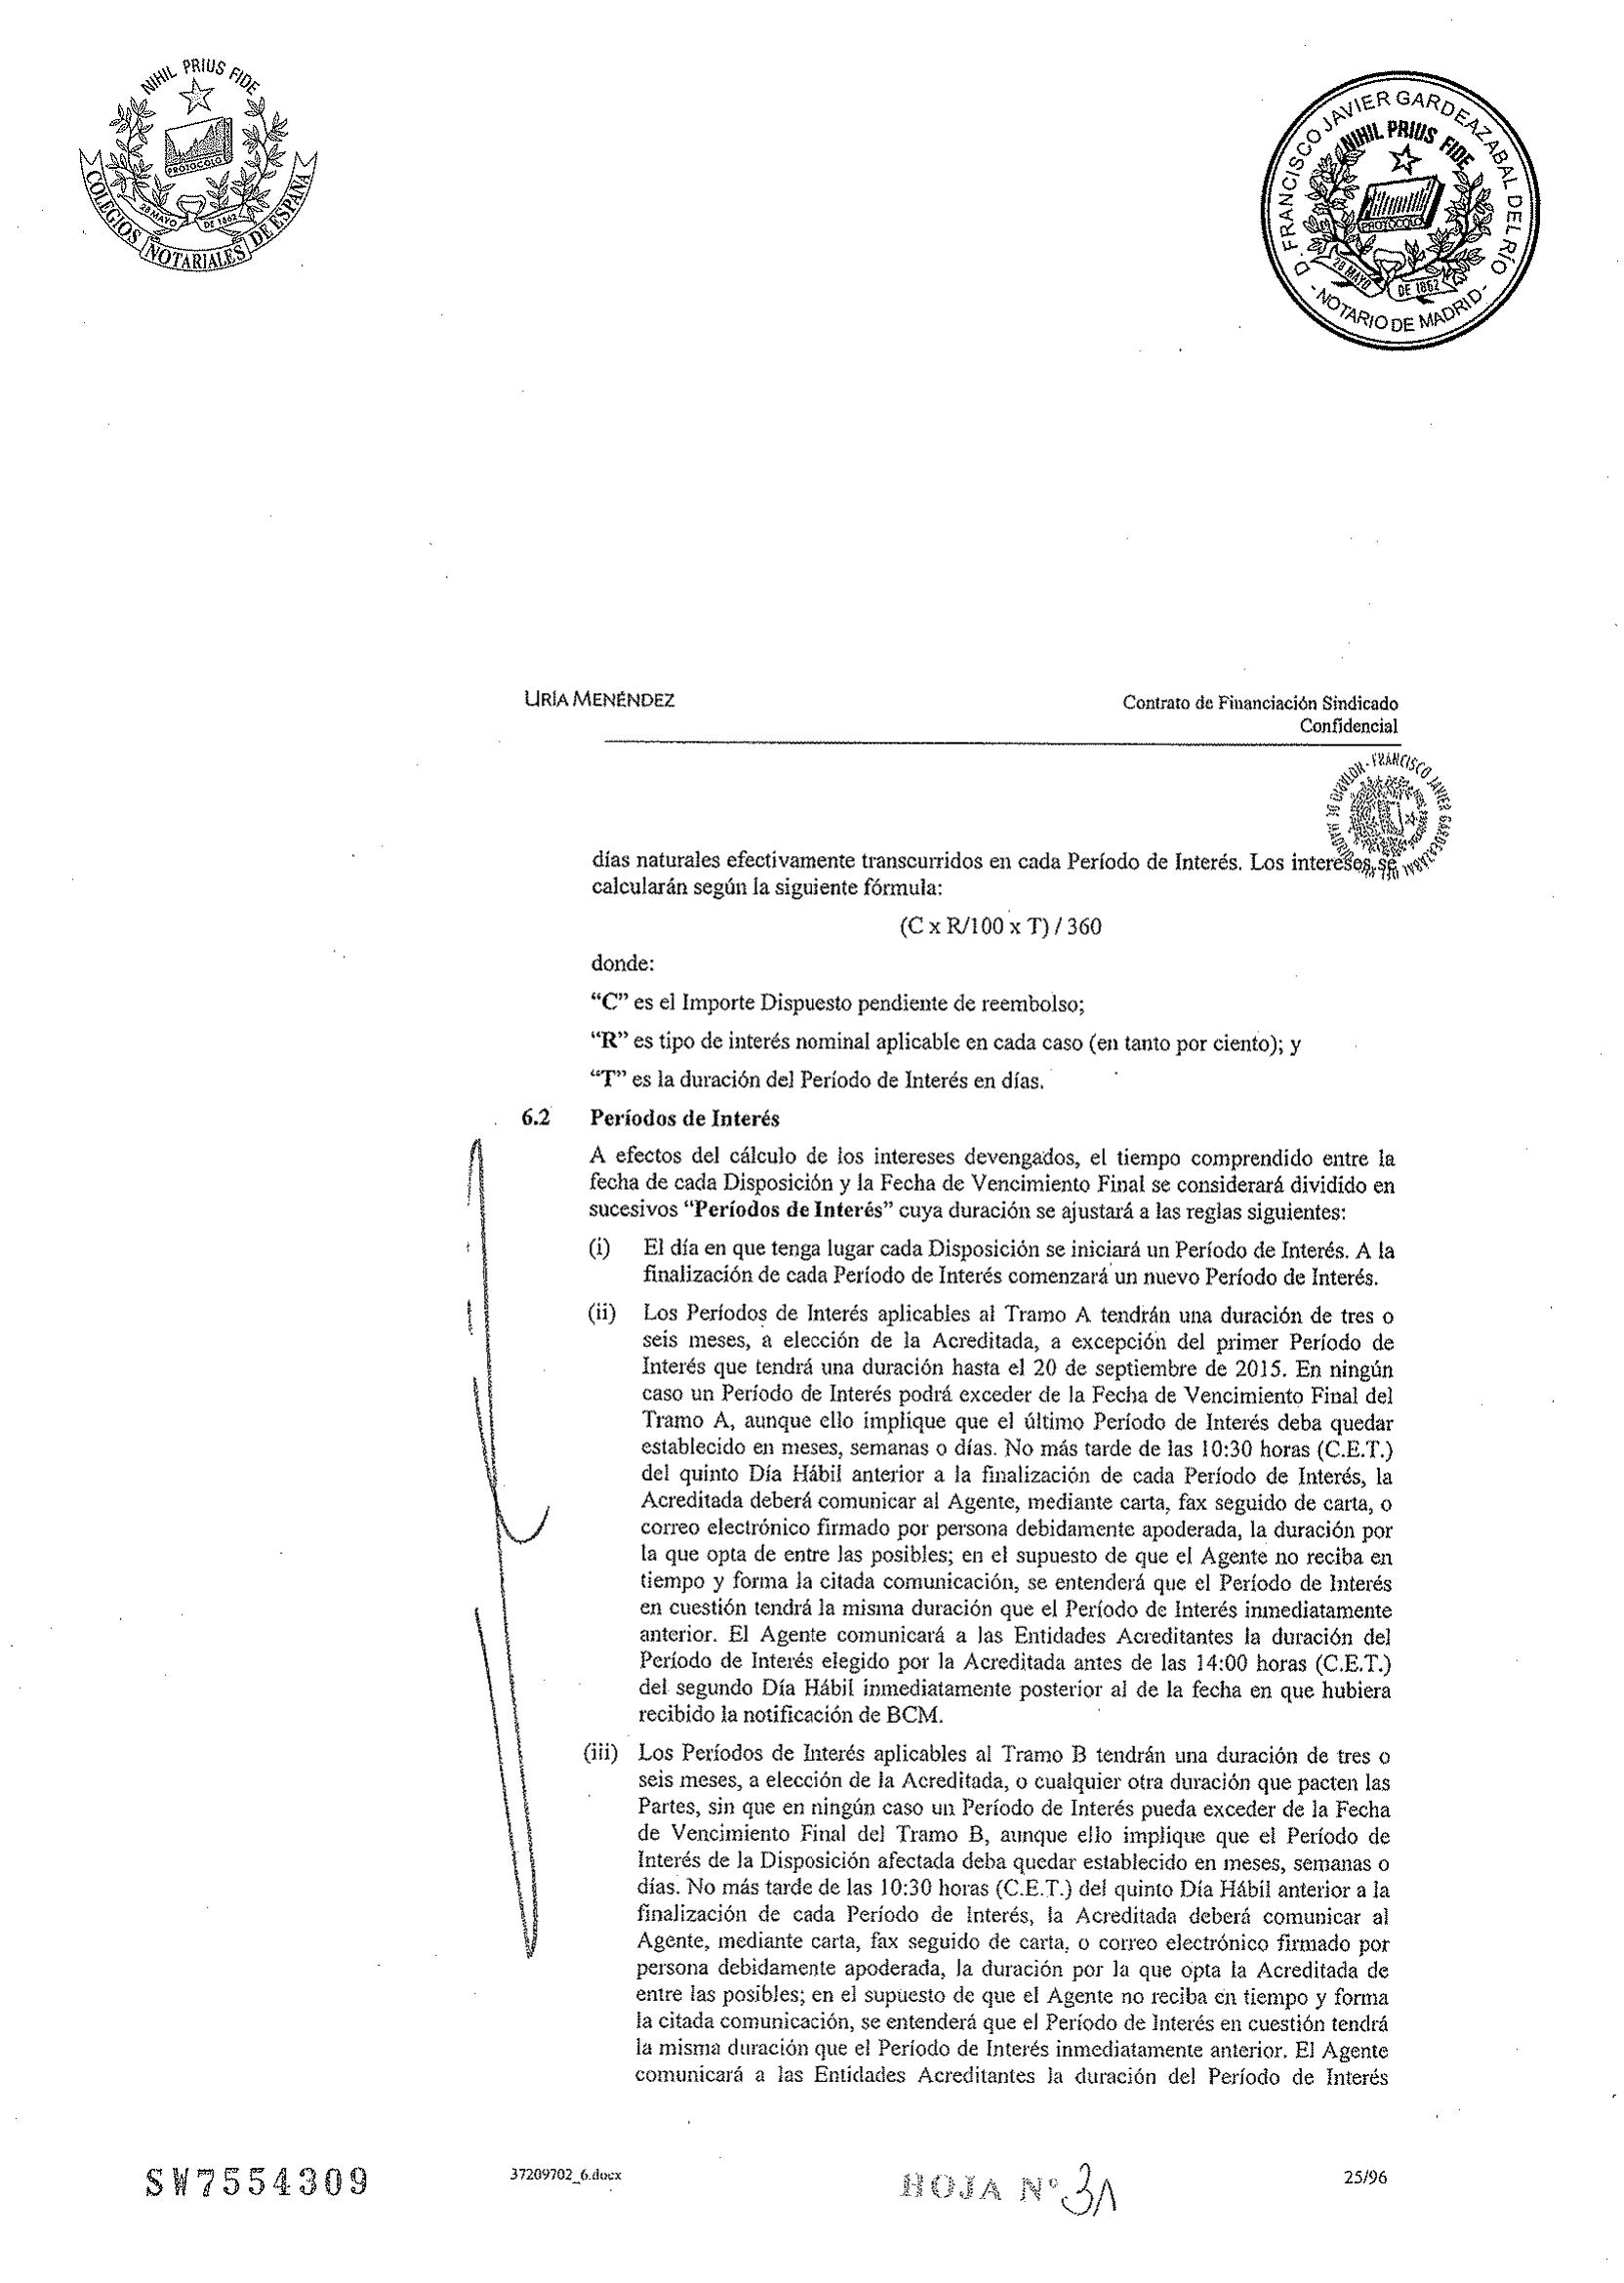 NIHIL PRIUS FIDE
PROTOCOLO
28 MAYO DE 1862
COLEGIOS NOTARIALES DE ESPAÑA
D. FRANCISCO JAVIER GARDEAZABAL DEL RÍO
NIHIL PRIUS FIDE
PROTOCOLO
28 MAYO DE 1862
- NOTARIO DE MADRID -
URÍA MENÉNDEZ
Contrato de Financiación Sindicado
Confidencial
FRANCISCO JAVIER
días naturales efectivamente transcurridos en cada Período de Interés. Los intereses se
calcularán según la siguiente fórmula:
(C x R/100 x T) / 360
donde:
“C” es el Importe Dispuesto pendiente de reembolso;
“R” es tipo de interés nominal aplicable en cada caso (en tanto por ciento); y
“T” es la duración del Período de Interés en días.
6.2 Períodos de Interés
A efectos del cálculo de los intereses devengados, el tiempo comprendido entre la
fecha de cada Disposición y la Fecha de Vencimiento Final se considerará dividido en
sucesivos “Períodos de Interés” cuya duración se ajustará a las reglas siguientes:
(i) El día en que tenga lugar cada Disposición se iniciará un Período de Interés. A la
finalización de cada Período de Interés comenzará un nuevo Período de Interés.
(ii) Los Períodos de Interés aplicables al Tramo A tendrán una duración de tres o
seis meses, a elección de la Acreditada, a excepción del primer Período de
Interés que tendrá una duración hasta el 20 de septiembre de 2015. En ningún
caso un Período de Interés podrá exceder de la Fecha de Vencimiento Final del
Tramo A, aunque ello implique que el último Período de Interés deba quedar
establecido en meses, semanas o días. No más tarde de las 10:30 horas (C.E.T.)
del quinto Día Hábil anterior a la finalización de cada Período de Interés, la
Acreditada deberá comunicar al Agente, mediante carta, fax seguido de carta, o
correo electrónico firmado por persona debidamente apoderada, la duración por
la que opta de entre las posibles; en el supuesto de que el Agente no reciba en
tiempo y forma la citada comunicación, se entenderá que el Período de Interés
en cuestión tendrá la misma duración que el Período de Interés inmediatamente
anterior. El Agente comunicará a las Entidades Acreditantes la duración del
Período de Interés elegido por la Acreditada antes de las 14:00 horas (C.E.T.)
del segundo Día Hábil inmediatamente posterior al de la fecha en que hubiera
recibido la notificación de BCM.
(iii) Los Períodos de Interés aplicables al Tramo B tendrán una duración de tres o
seis meses, a elección de la Acreditada, o cualquier otra duración que pacten las
Partes, sin que en ningún caso un Período de Interés pueda exceder de la Fecha
de Vencimiento Final del Tramo B, aunque ello implique que el Período de
Interés de la Disposición afectada deba quedar establecido en meses, semanas o
días. No más tarde de las 10:30 horas (C.E.T.) del quinto Día Hábil anterior a la
finalización de cada Período de Interés, la Acreditada deberá comunicar al
Agente, mediante carta, fax seguido de carta, o correo electrónico firmado por
persona debidamente apoderada, la duración por la que opta la Acreditada de
entre las posibles; en el supuesto de que el Agente no reciba en tiempo y forma
la citada comunicación, se entenderá que el Período de Interés en cuestión tendrá
la misma duración que el Período de Interés inmediatamente anterior. El Agente
comunicará a las Entidades Acreditantes la duración del Período de Interés
SW7554309
37209702_6.docx
HOJA Nº 31
25/96